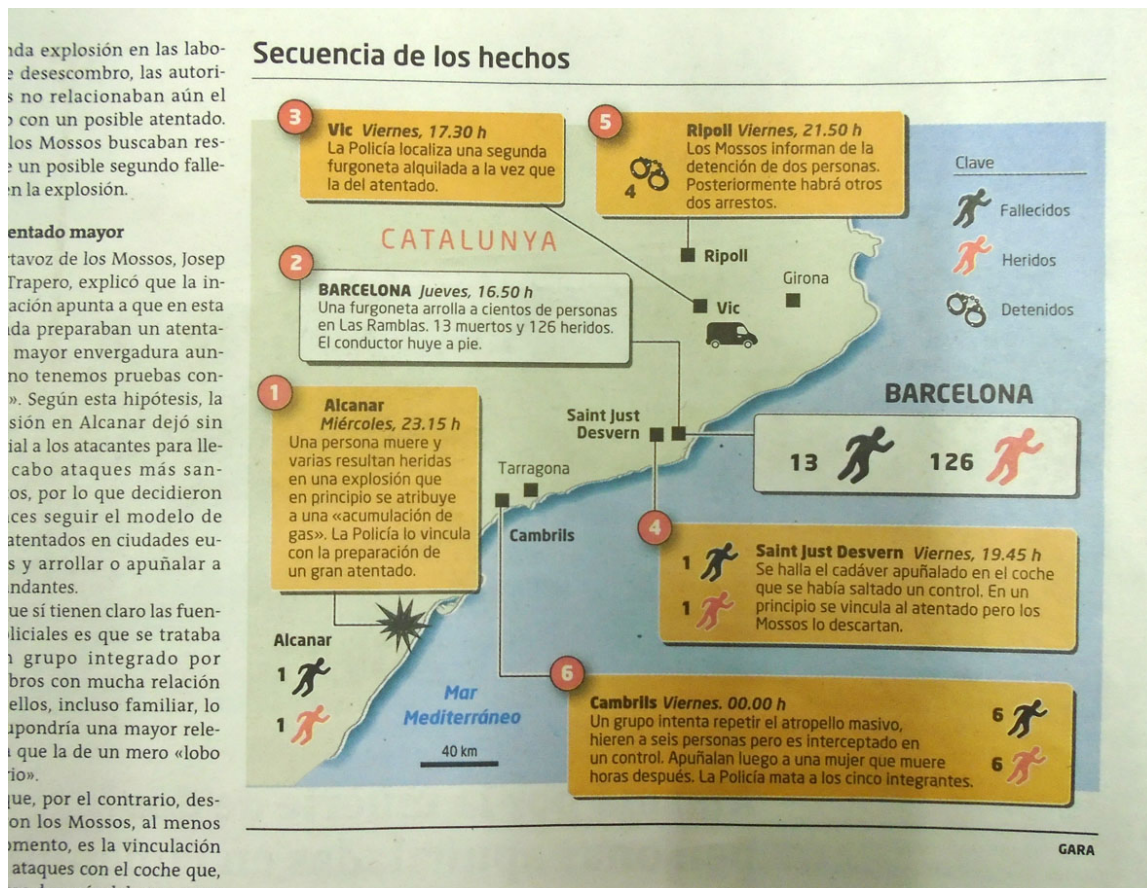 nda explosión en las labo-
e desescombro, las autori-
s no relacionaban aún el
o con un posible atentado.
los Mossos buscaban res-
e un posible segundo falle-
en la explosión.
entado mayor
rtavoz de los Mossos, Josep
Trapero, explicó que la in-
ación apunta a que en esta
nda preparaban un atenta-
mayor envergadura aun-
no tenemos pruebas con-
». Según esta hipótesis, la
sión en Alcanar dejó sin
ial a los atacantes para lle-
cabo ataques más san-
os, por lo que decidieron
ces seguir el modelo de
atentados en ciudades eu-
s y arrollar o apuñalar a
ndantes.
ue sí tienen claro las fuen-
oliciales es que se trataba
n grupo integrado por
bros con mucha relación
ellos, incluso familiar, lo
upondría una mayor rele-
a que la de un mero «lobo
rio».
que, por el contrario, des-
on los Mossos, al menos
omento, es la vinculación
ataques con el coche que,
Secuencia de los hechos
3
Vic Viernes, 17.30 h
La Policía localiza una segunda
furgoneta alquilada a la vez que
la del atentado.
5
Ripoll Viernes, 21.50 h
Los Mossos informan de la
detención de dos personas.
Posteriormente habrá otros
dos arrestos.
4
Clave
Fallecidos
Heridos
Detenidos
CATALUNYA
Ripoll
Girona
Vic
2
BARCELONA Jueves, 16.50 h
Una furgoneta arrolla a cientos de personas
en Las Ramblas. 13 muertos y 126 heridos.
El conductor huye a pie.
1
Alcanar
Miércoles, 23.15 h
Una persona muere y
varias resultan heridas
en una explosión que
en principio se atribuye
a una «acumulación de
gas». La Policía lo vincula
con la preparación de
un gran atentado.
BARCELONA
13 126
Saint Just
Desvern
Tarragona
Cambrils
4
Saint Just Desvern Viernes, 19.45 h
Se halla el cadáver apuñalado en el coche
que se había saltado un control. En un
principio se vincula al atentado pero los
Mossos lo descartan.
1
1
Alcanar
1
1
Mar
Mediterráneo
40 km
6
Cambrils Viernes. 00.00 h
Un grupo intenta repetir el atropello masivo,
hieren a seis personas pero es interceptado en
un control. Apuñalan luego a una mujer que muere
horas después. La Policía mata a los cinco integrantes.
6
6
GARA